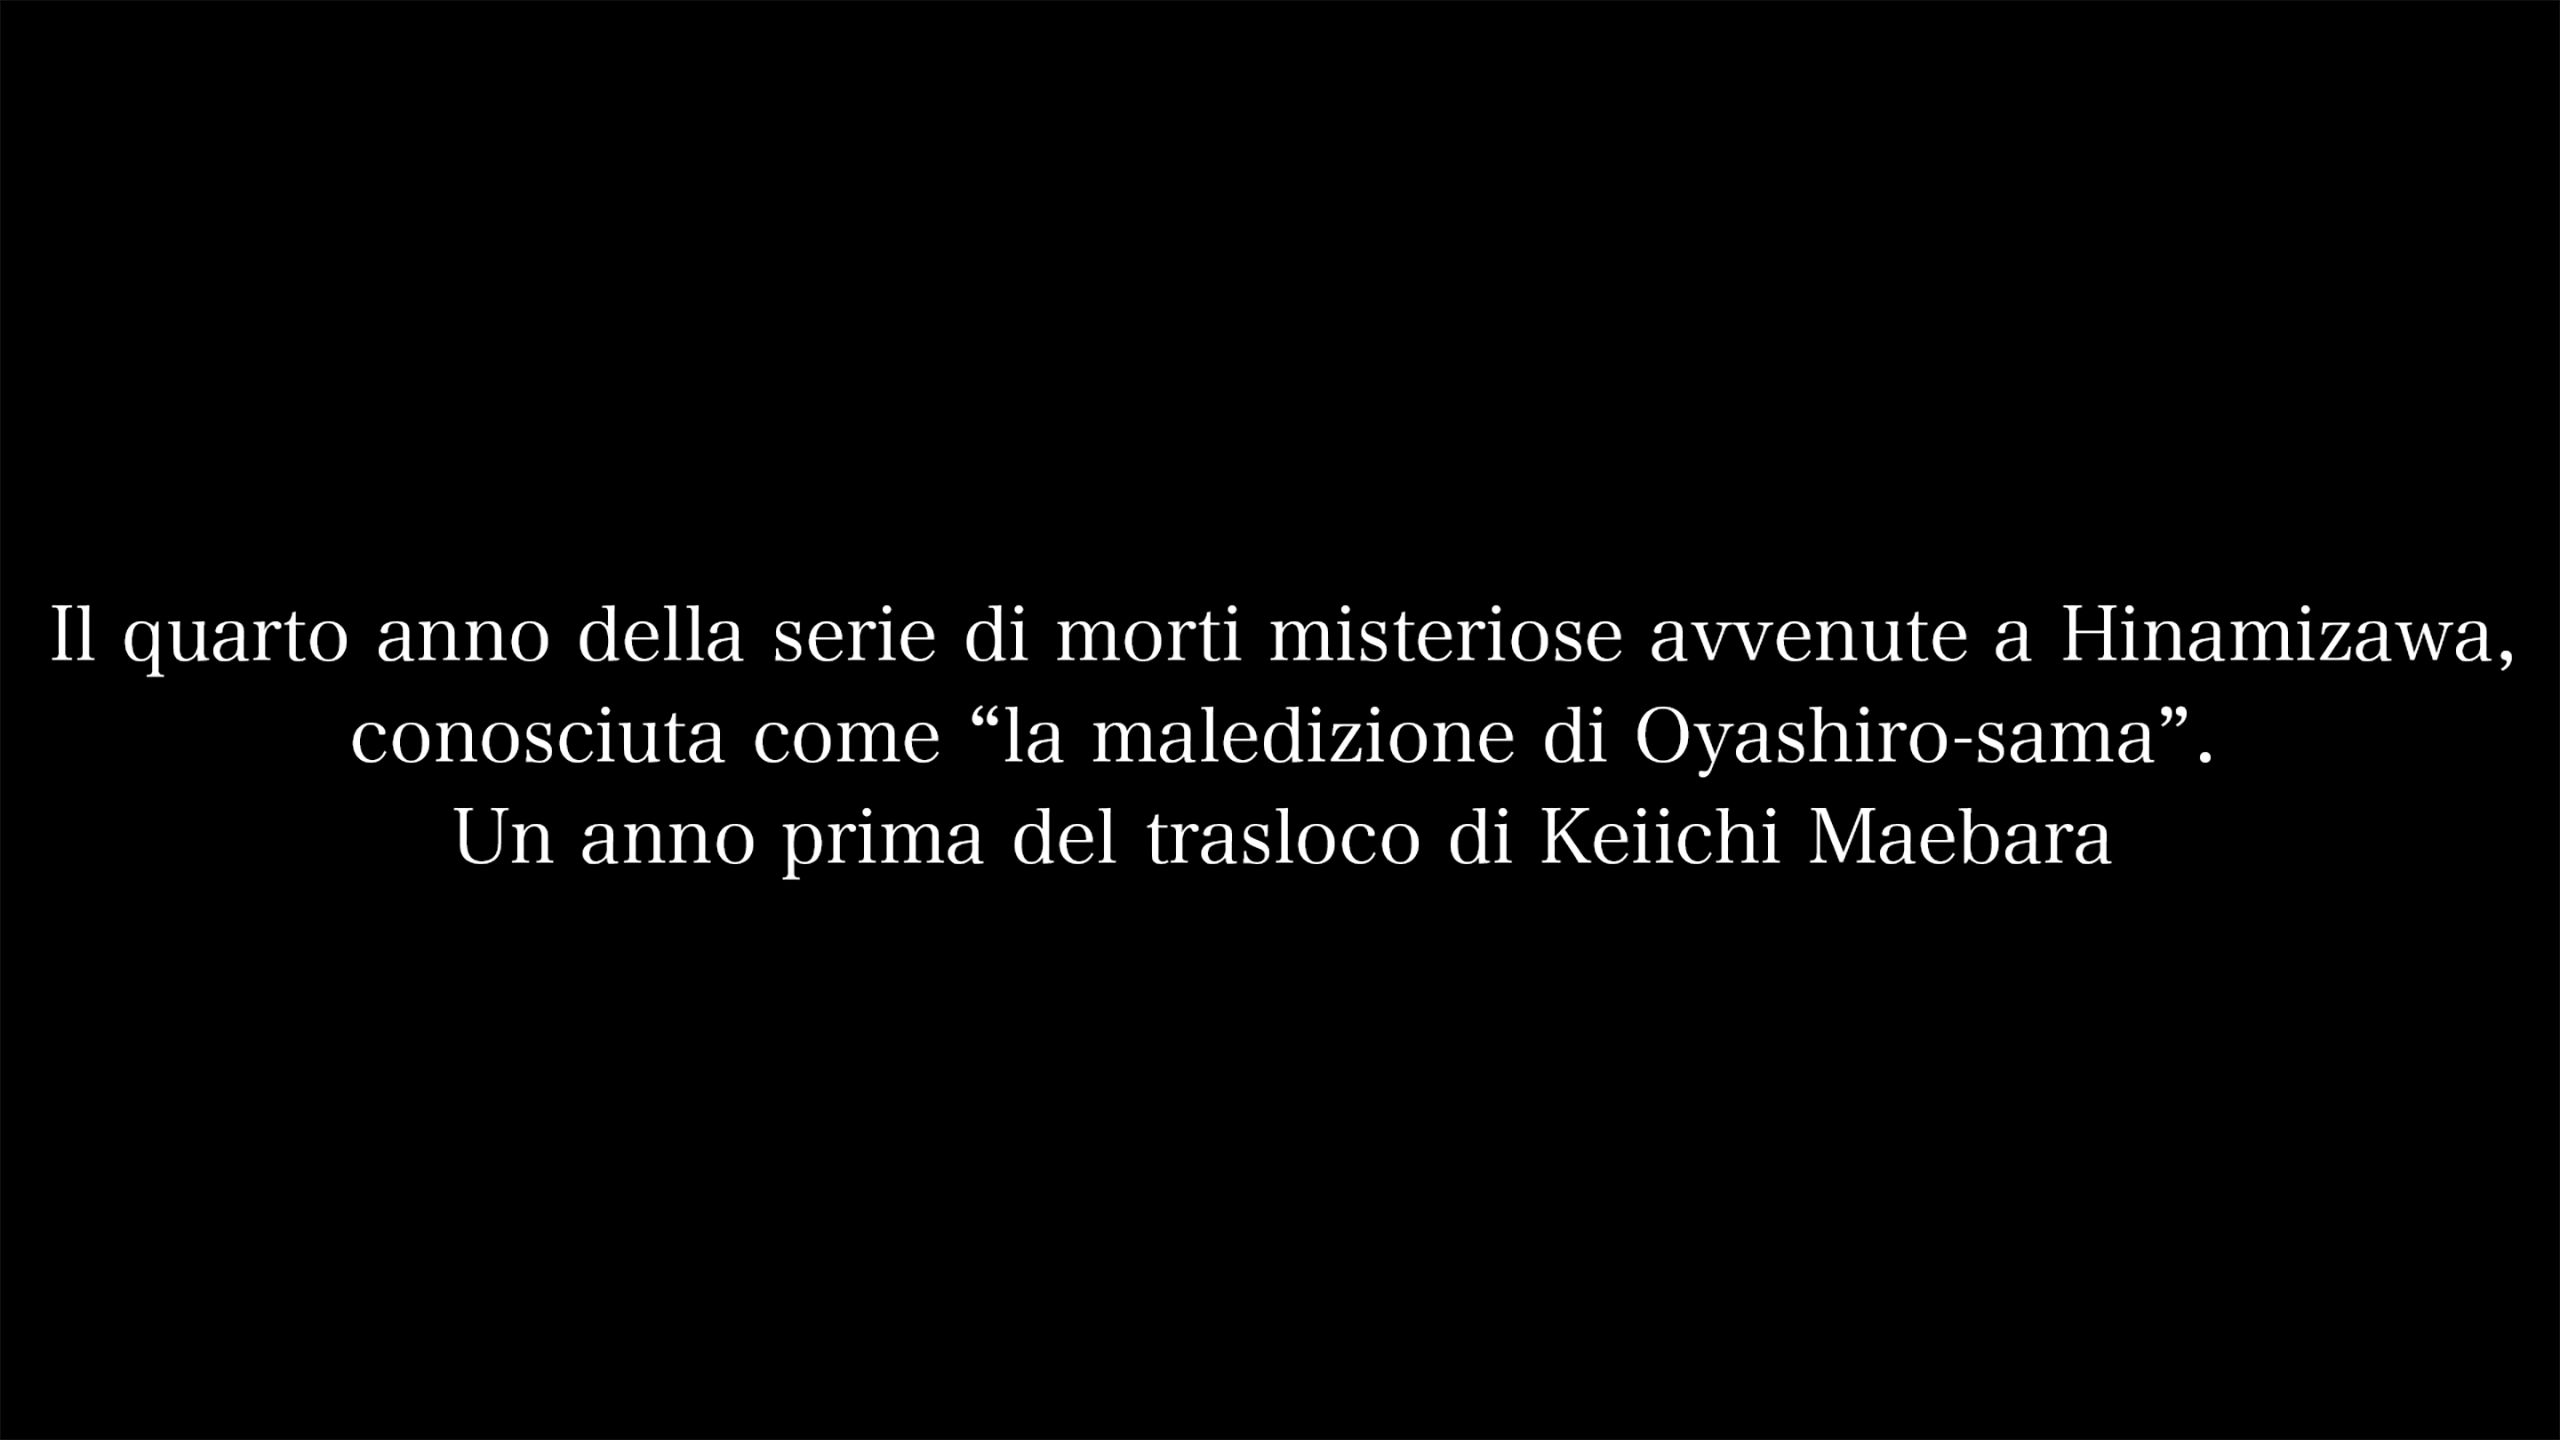 Il quarto anno della serie di morti misteriose avvenute a Hinamizawa,
conosciuta come “la maledizione di Oyashiro-sama”.
Un anno prima del trasloco di Keiichi Maebara